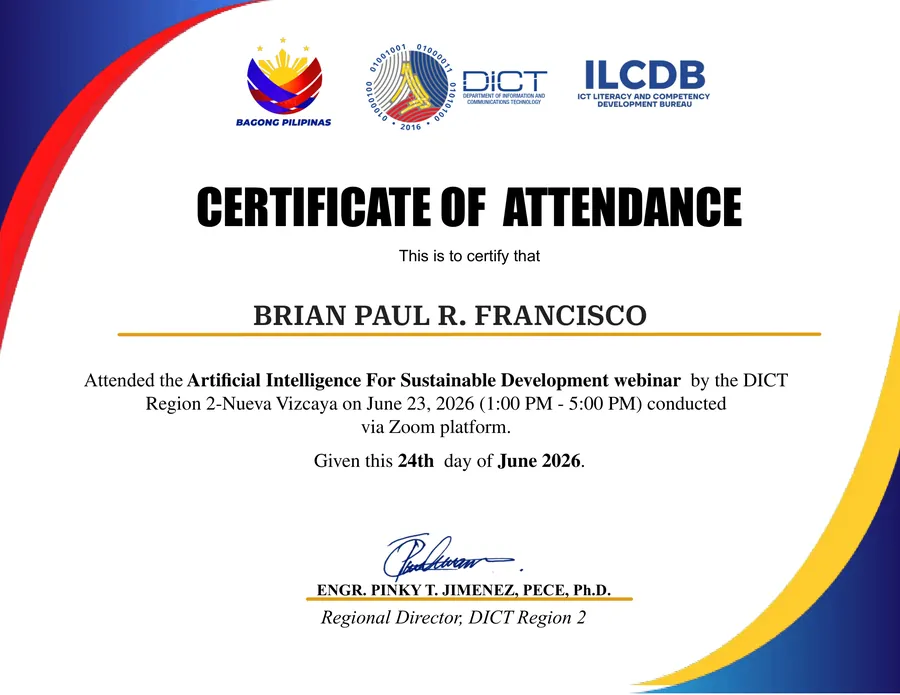 BAGONG PILIPINAS
01001001 01000011 01010100 01000100
2016
DICT
DEPARTMENT OF INFORMATION AND
COMMUNICATIONS TECHNOLOGY
ILCDB
ICT LITERACY AND COMPETENCY
DEVELOPMENT BUREAU
CERTIFICATE OF ATTENDANCE
This is to certify that
BRIAN PAUL R. FRANCISCO
Attended the Artificial Intelligence For Sustainable Development webinar by the DICT
Region 2-Nueva Vizcaya on June 23, 2026 (1:00 PM - 5:00 PM) conducted
via Zoom platform.
Given this 24th day of June 2026.
ENGR. PINKY T. JIMENEZ, PECE, Ph.D.
Regional Director, DICT Region 2